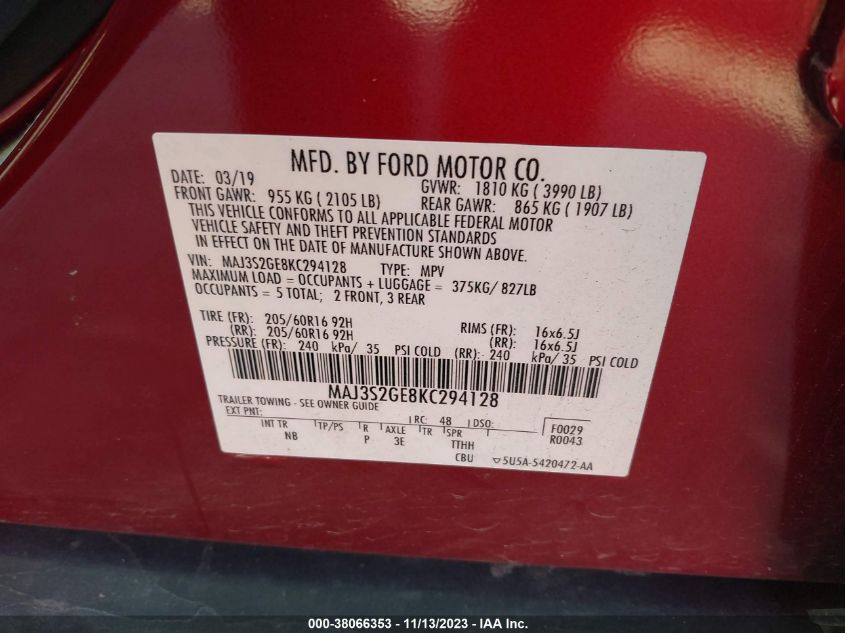 MFD. BY FORD MOTOR CO.
DATE: 03/19 GVWR: 1810 KG ( 3990 LB)
FRONT GAWR: 955 KG ( 2105 LB) REAR GAWR: 865 KG ( 1907 LB)
THIS VEHICLE CONFORMS TO ALL APPLICABLE FEDERAL MOTOR
VEHICLE SAFETY AND THEFT PREVENTION STANDARDS
IN EFFECT ON THE DATE OF MANUFACTURE SHOWN ABOVE.
VIN: MAJ3S2GE8KC294128 TYPE: MPV
MAXIMUM LOAD = OCCUPANTS + LUGGAGE = 375KG/ 827LB
OCCUPANTS = 5 TOTAL; 2 FRONT, 3 REAR
TIRE (FR): 205/60R16 92H RIMS (FR): 16x6.5J
(RR): 205/60R16 92H (RR): 16x6.5J
PRESSURE (FR): 240 kPa/ 35 PSI COLD (RR): 240 kPa/ 35 PSI COLD
MAJ3S2GE8KC294128
TRAILER TOWING - SEE OWNER GUIDE
EXT PNT: RC: 48 DSO: F0029
INT TR TP/PS R AXLE TR SPR R0043
NB P 3E TTHH
CBU 5U5A-5420472-AA
000-38066353 - 11/13/2023 - IAA Inc.